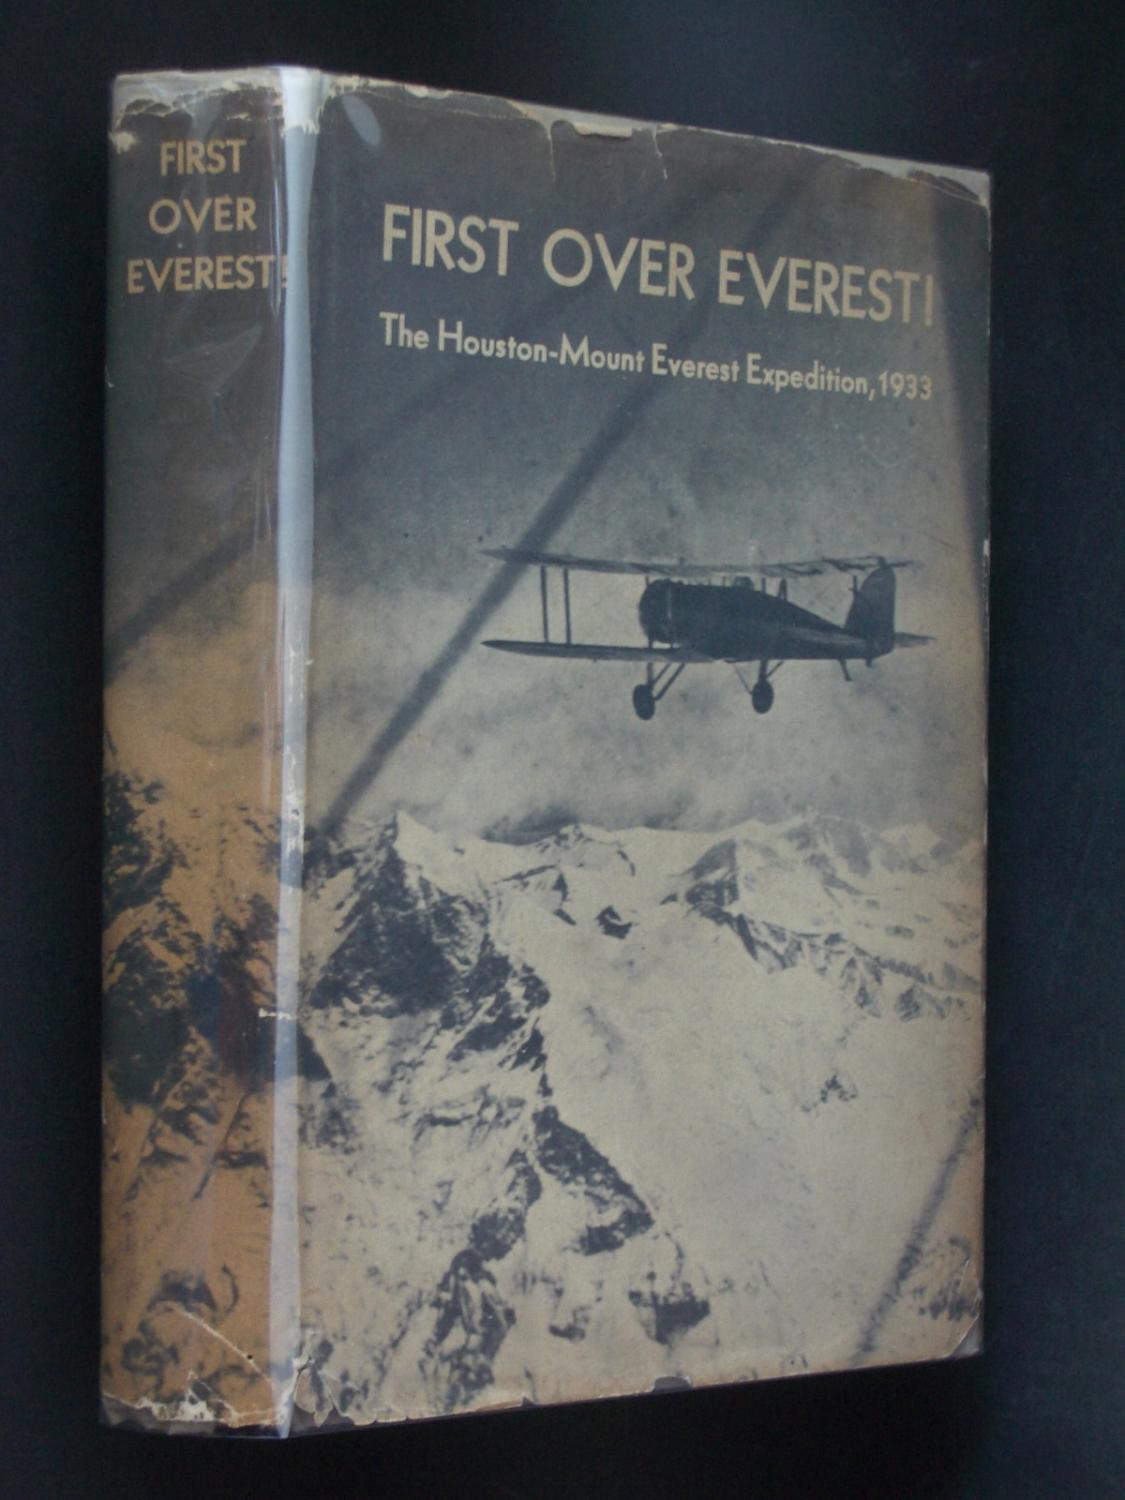 FIRST
OVER
EVEREST!
FIRST OVER EVEREST!
The Houston-Mount Everest Expedition, 1933